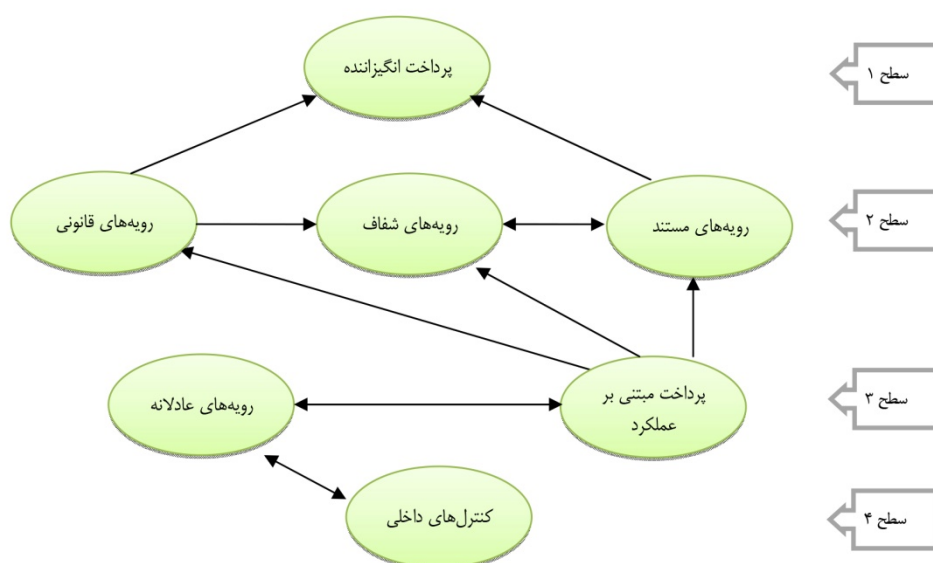 پرداخت انگیزاننده
سطح ۱
رویه‌های مستند
رویه‌های شفاف
رویه‌های قانونی
سطح ۲
پرداخت مبتنی بر
عملکرد
رویه‌های عادلانه
سطح ۳
کنترل‌های داخلی
سطح ۴